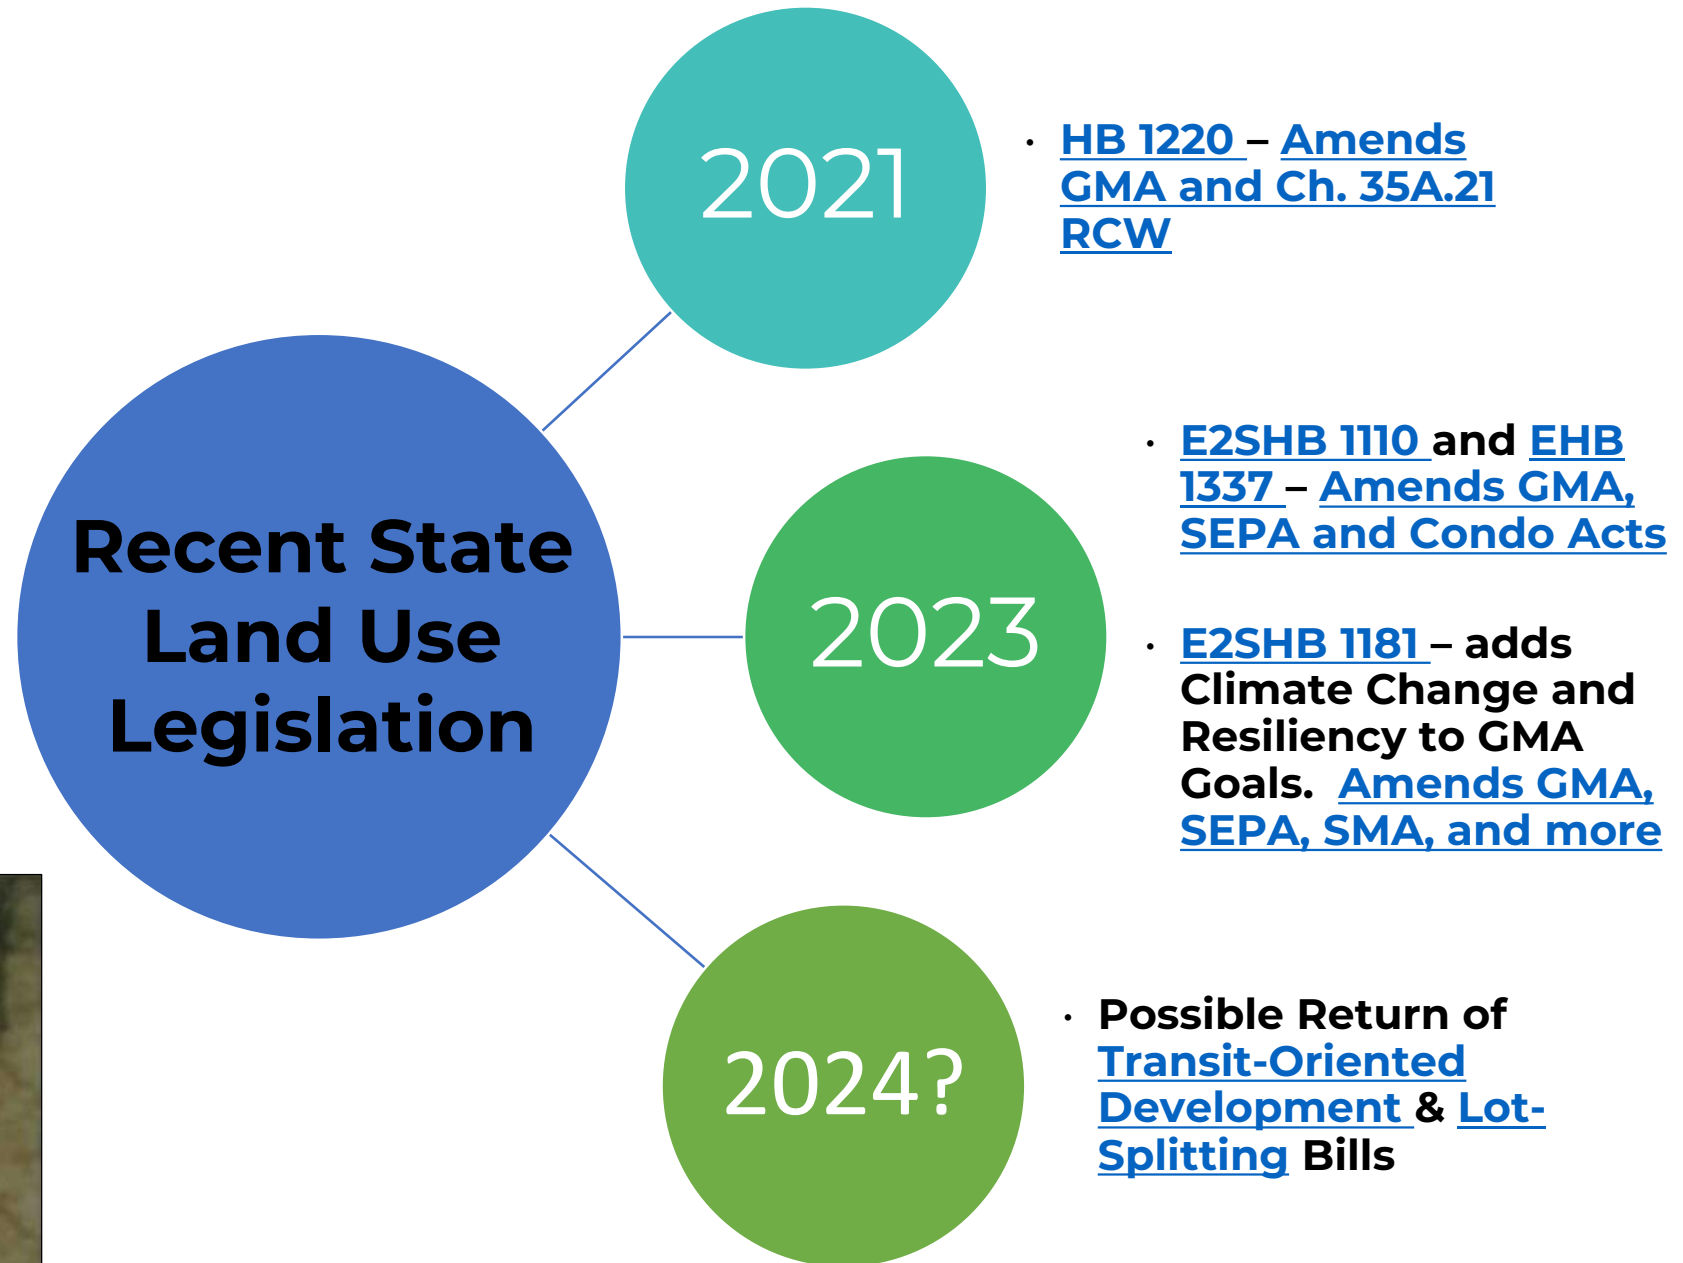 Recent State
Land Use
Legislation
2021
· HB 1220 – Amends
GMA and Ch. 35A.21
RCW
2023
· E2SHB 1110 and EHB
1337 – Amends GMA,
SEPA and Condo Acts
· E2SHB 1181 – adds
Climate Change and
Resiliency to GMA
Goals.  Amends GMA,
SEPA, SMA, and more
2024?
· Possible Return of
Transit-Oriented
Development & Lot-
Splitting Bills